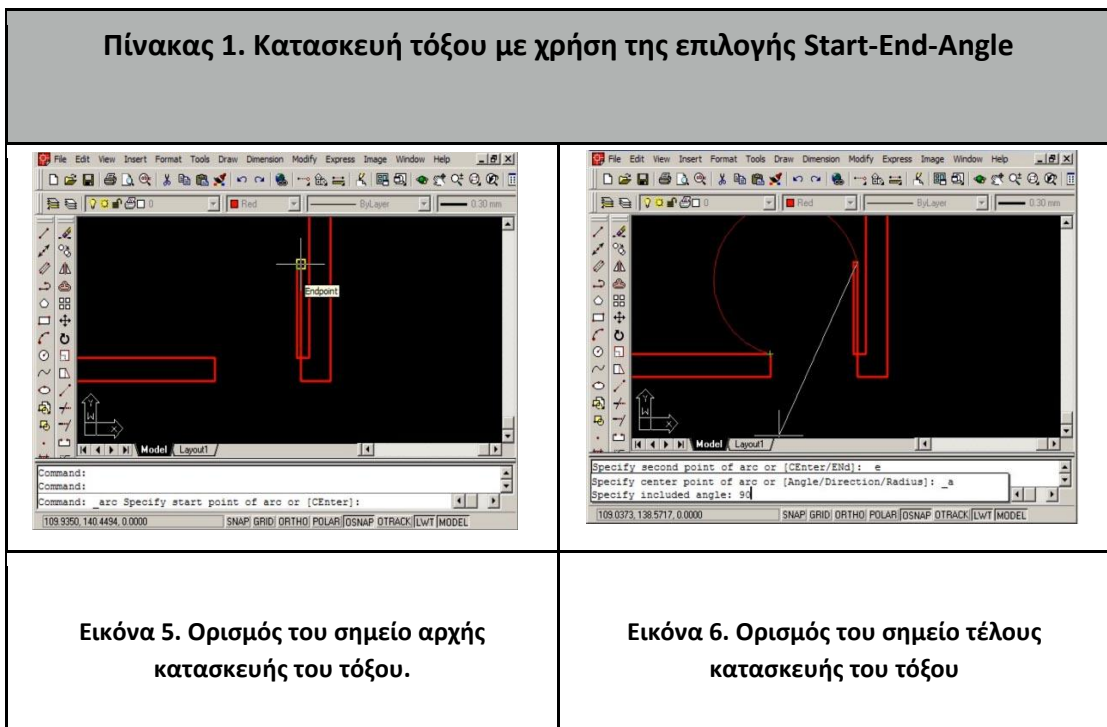 Πίνακας 1. Κατασκευή τόξου με χρήση της επιλογής Start-End-Angle
File Edit View Insert Format Tools Draw Dimension Modify Express Image Window Help
0 Red ByLayer 0.30 mm
Endpoint
Y
W
X
Model Layout1
Command:
Command:
Command: _arc Specify start point of arc or [CEnter]:
109.9350, 140.4494, 0.0000 SNAP GRID ORTHO POLAR OSNAP OTRACK LWT MODEL
File Edit View Insert Format Tools Draw Dimension Modify Express Image Window Help
0 Red ByLayer 0.30 mm
Y
W
X
Model Layout1
Specify second point of arc or [CEnter/ENd]: e
Specify center point of arc or [Angle/Direction/Radius]: _a
Specify included angle: 90
109.0373, 138.5717, 0.0000 SNAP GRID ORTHO POLAR OSNAP OTRACK LWT MODEL
Εικόνα 5. Ορισμός του σημείο αρχής
κατασκευής του τόξου.
Εικόνα 6. Ορισμός του σημείο τέλους
κατασκευής του τόξου